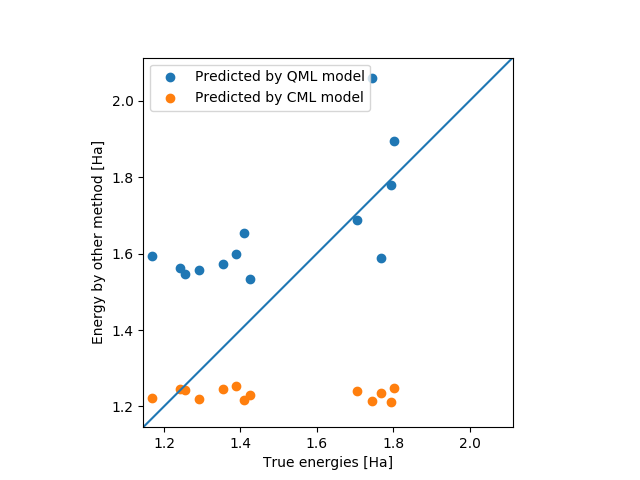 Predicted by QML model
Predicted by CML model
2.0
1.8
1.6
1.4
1.2
Energy by other method [Ha]
1.2 1.4 1.6 1.8 2.0
True energies [Ha]